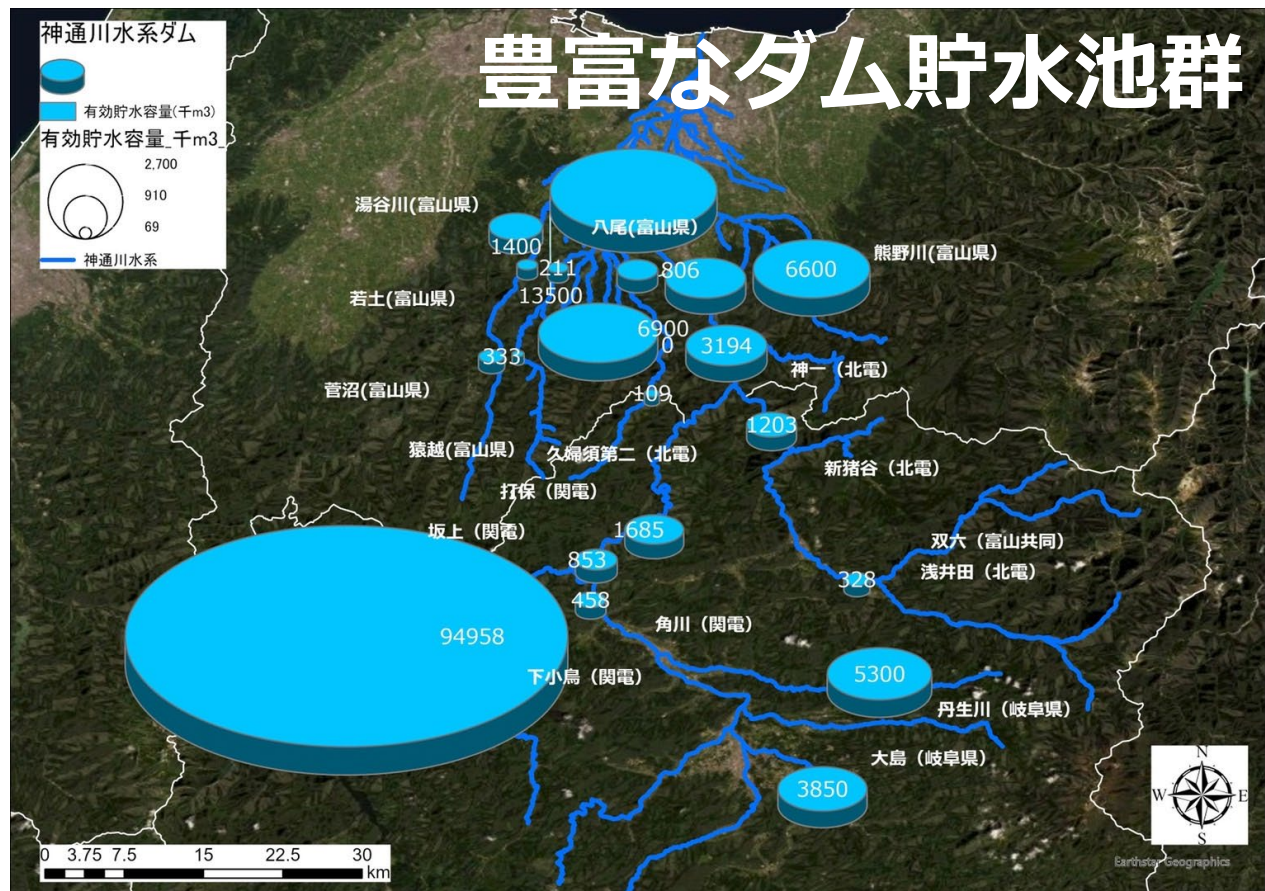 豊富なダム貯水池群
神通川水系ダム
有効貯水容量(千m3)
有効貯水容量_千m3_
2,700
910
69
神通川水系
湯谷川(富山県)
八尾(富山県)
熊野川(富山県)
1400
211
806
6600
若土(富山県)
13500
6900
0
3194
333
神一（北電）
菅沼(富山県)
109
1203
猿越(富山県)
久婦須第二（北電）
新猪谷（北電）
打保（関電）
坂上（関電）
1685
双六（富山共同）
853
328
浅井田（北電）
458
角川（関電）
94958
下小鳥（関電）
5300
丹生川（岐阜県）
大島（岐阜県）
3850
N
W E
S
0 3.75 7.5 15 22.5 30
km
Earthstar Geographics